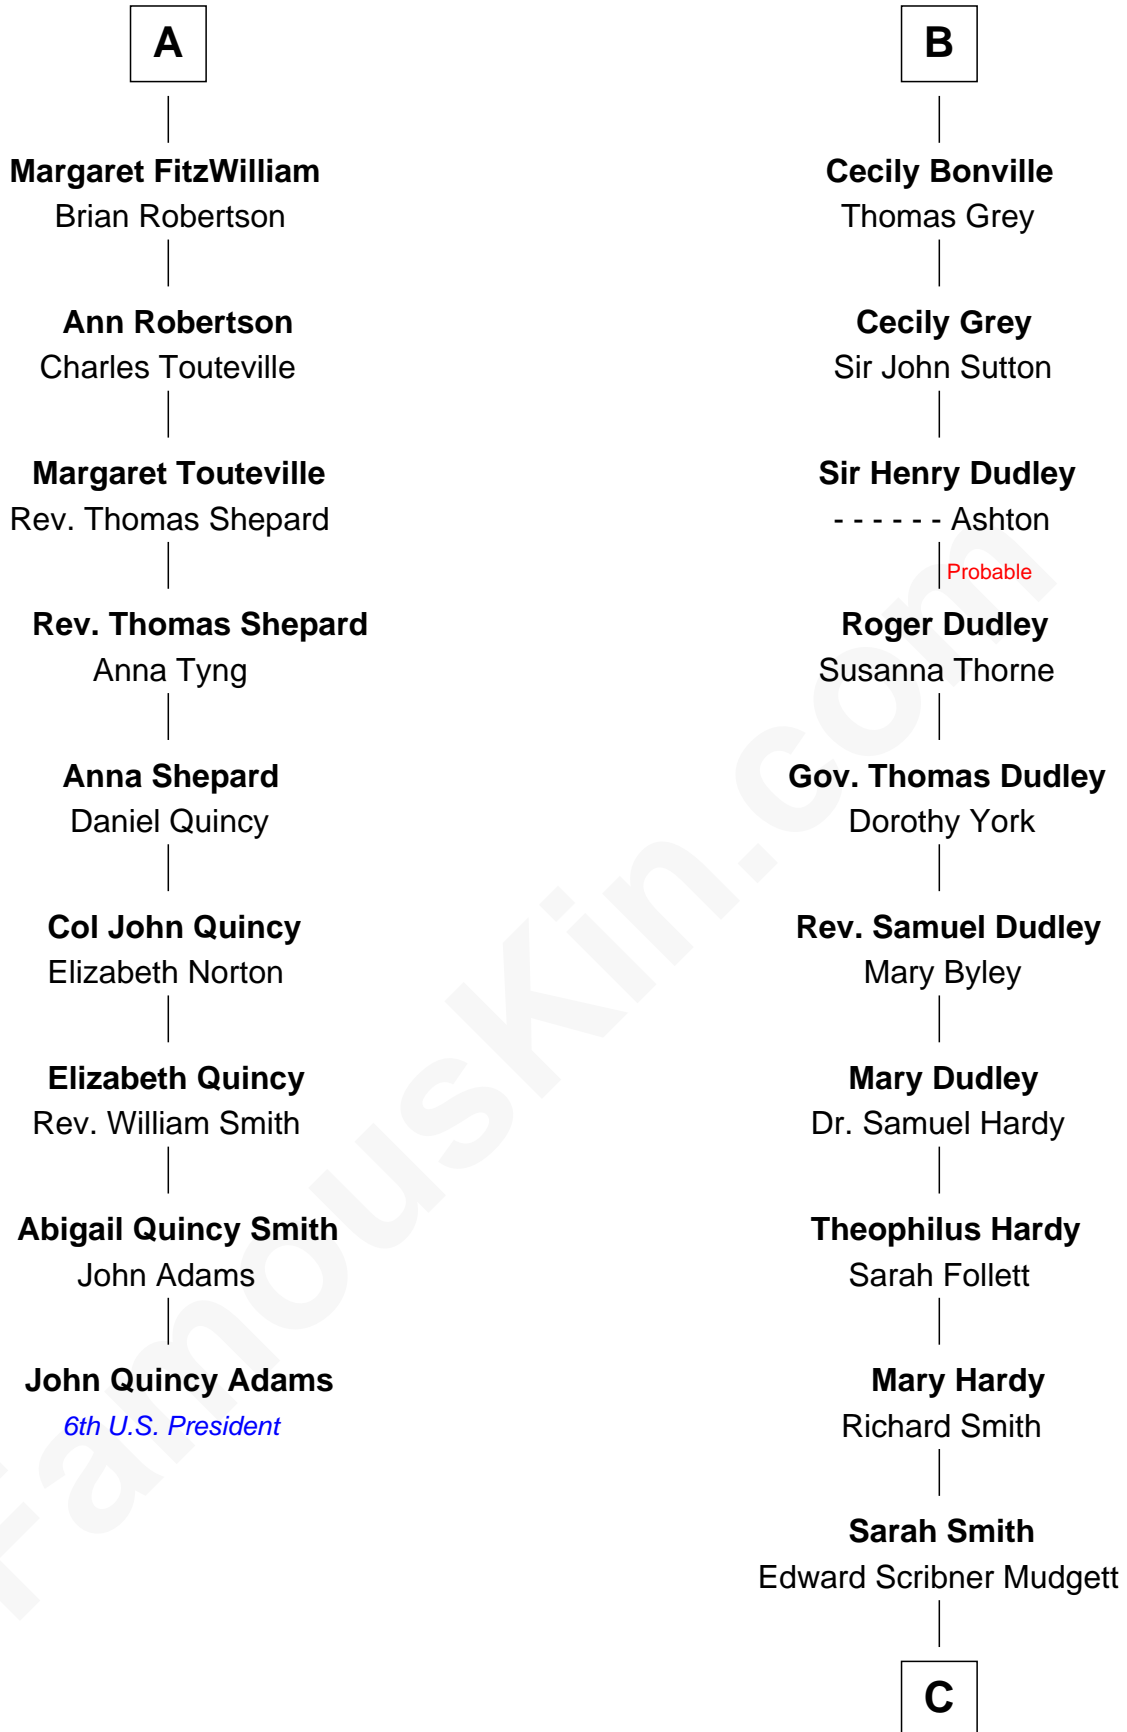 A
Margaret FitzWilliam
Brian Robertson
Ann Robertson
Charles Touteville
Margaret Touteville
Rev. Thomas Shepard
Rev. Thomas Shepard
Anna Tyng
Anna Shepard
Daniel Quincy
Col John Quincy
Elizabeth Norton
Elizabeth Quincy
Rev. William Smith
Abigail Quincy Smith
John Adams
John Quincy Adams
6th U.S. President
B
Cecily Bonville
Thomas Grey
Cecily Grey
Sir John Sutton
Sir Henry Dudley
- - - - - - Ashton
Probable
Roger Dudley
Susanna Thorne
Gov. Thomas Dudley
Dorothy York
Rev. Samuel Dudley
Mary Byley
Mary Dudley
Dr. Samuel Hardy
Theophilus Hardy
Sarah Follett
Mary Hardy
Richard Smith
Sarah Smith
Edward Scribner Mudgett
C
FamousKin.com